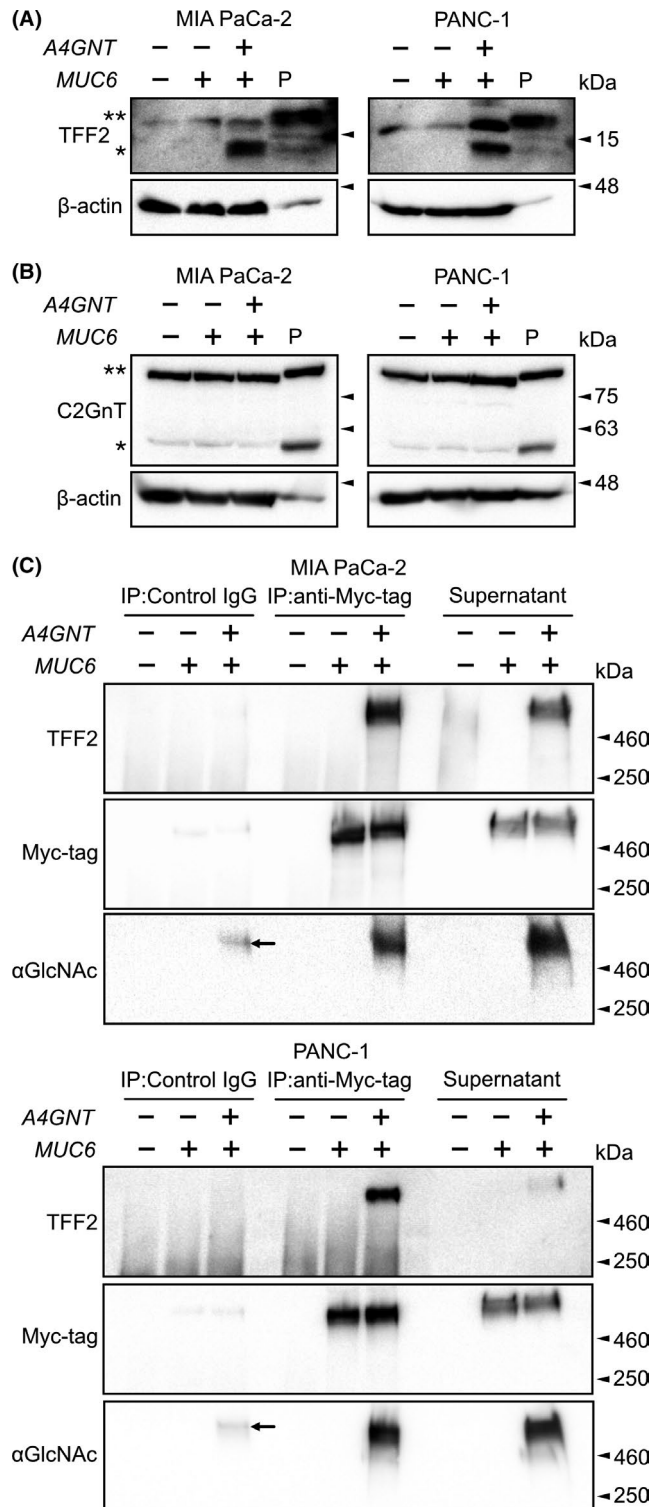 (A)
MIA PaCa-2 PANC-1
A4GNT − − + − − +
MUC6 − + + P − + + P kDa
**
TFF2
*
15
β-actin
48
(B)
MIA PaCa-2 PANC-1
A4GNT − − + − − +
MUC6 − + + P − + + P kDa
**
75
C2GnT
63
*
β-actin
48
(C)
MIA PaCa-2
IP:Control IgG IP:anti-Myc-tag Supernatant
A4GNT − − + − − + − − +
MUC6 − + + − + + − + + kDa
TFF2
460
250
Myc-tag
460
250
αGlcNAc
460
250
PANC-1
IP:Control IgG IP:anti-Myc-tag Supernatant
A4GNT − − + − − + − − +
MUC6 − + + − + + − + + kDa
TFF2
460
250
Myc-tag
460
250
αGlcNAc
460
250